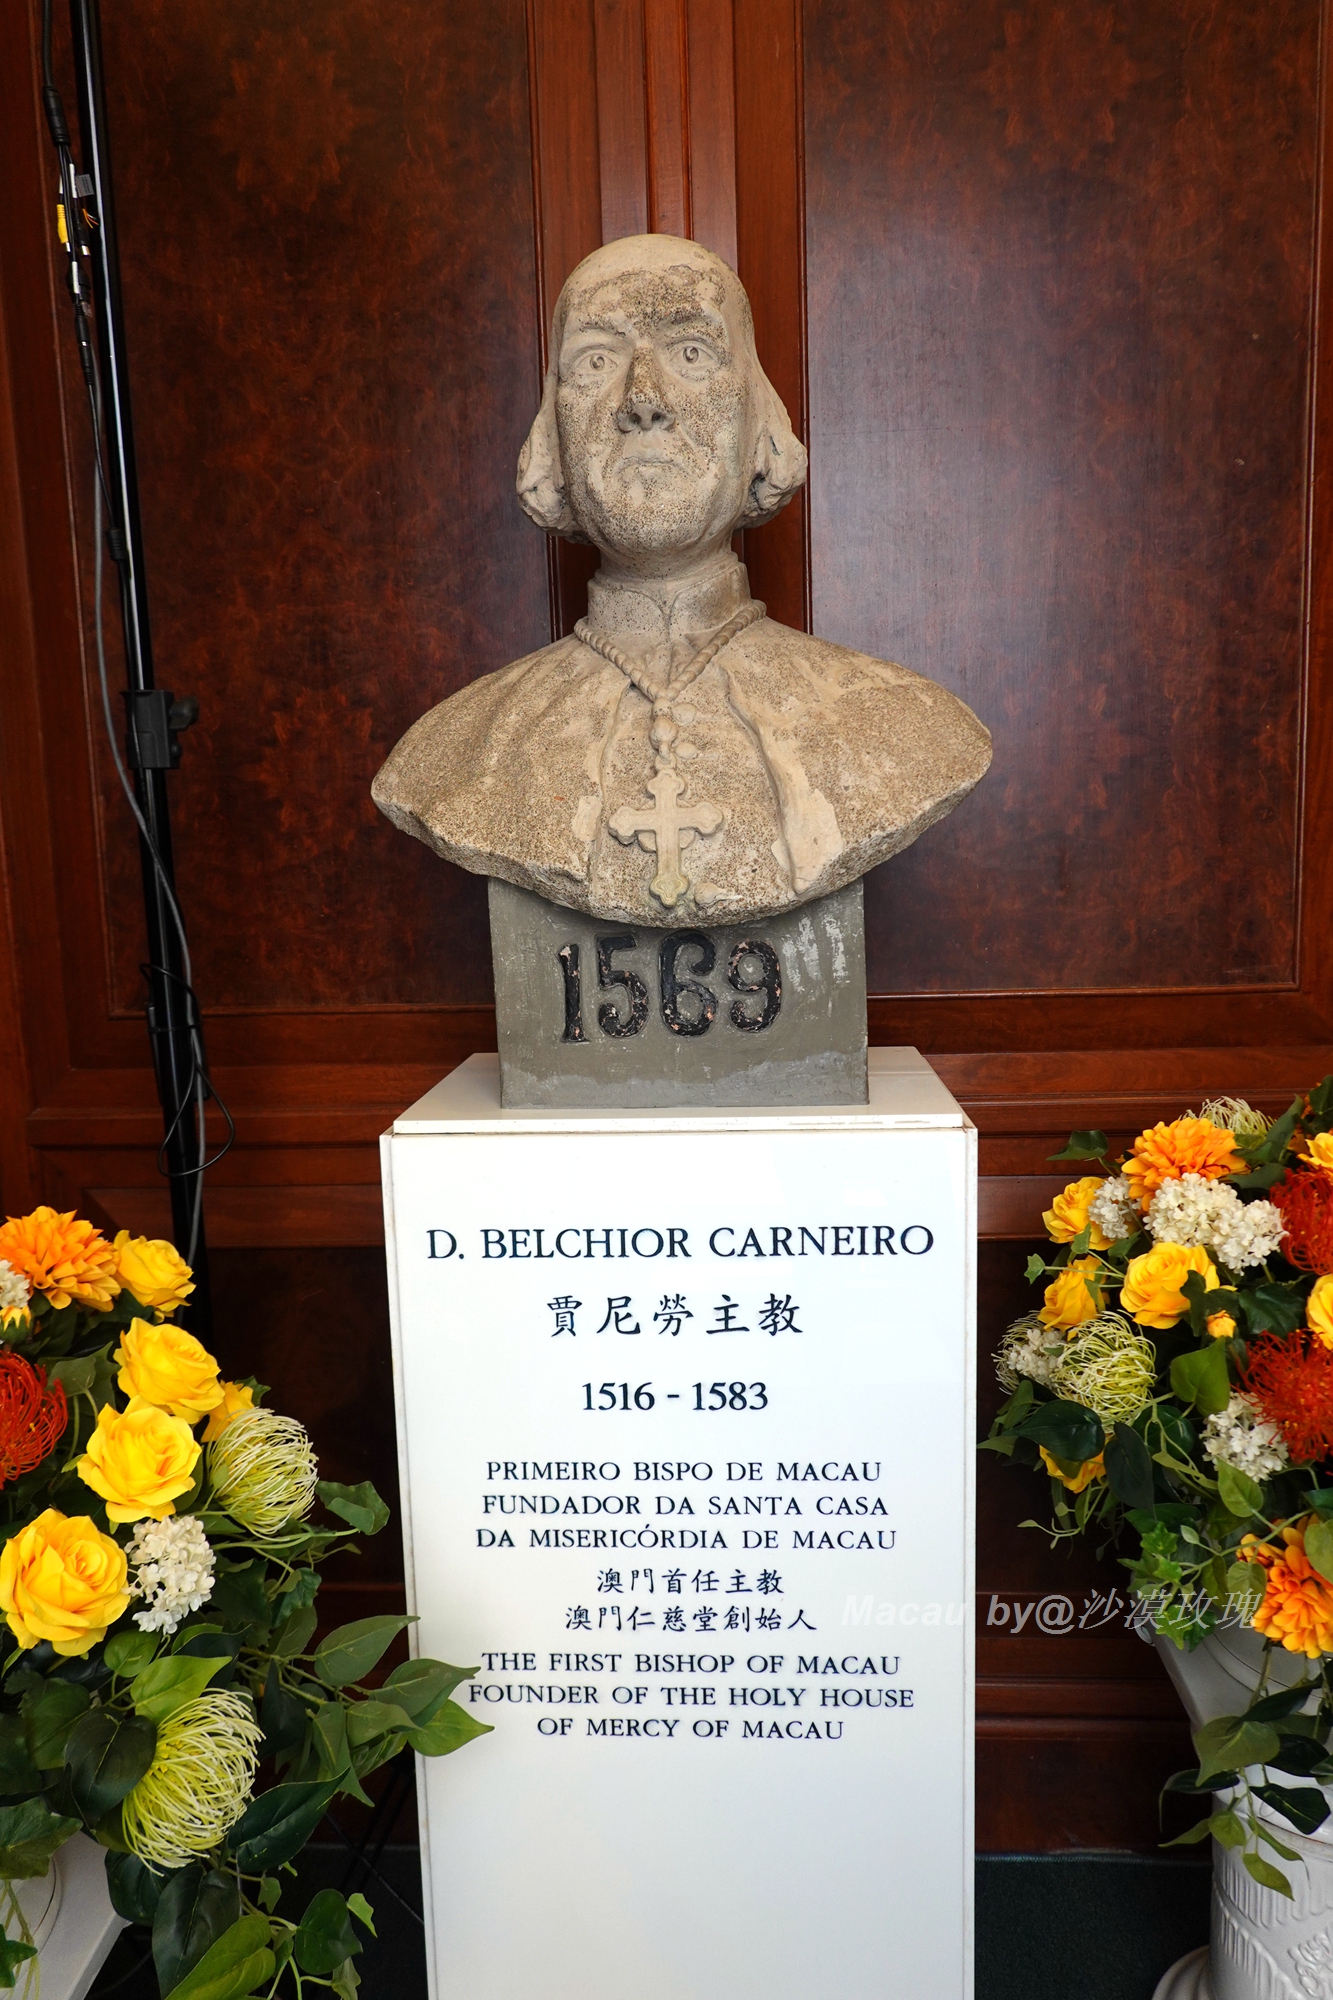 1569
D. BELCHIOR CARNEIRO
賈尼勞主教
1516 - 1583
PRIMEIRO BISPO DE MACAU
FUNDADOR DA SANTA CASA
DA MISERICÓRDIA DE MACAU
澳門首任主教
澳門仁慈堂創始人
THE FIRST BISHOP OF MACAU
FOUNDER OF THE HOLY HOUSE
OF MERCY OF MACAU
Macau by@沙漠玫瑰